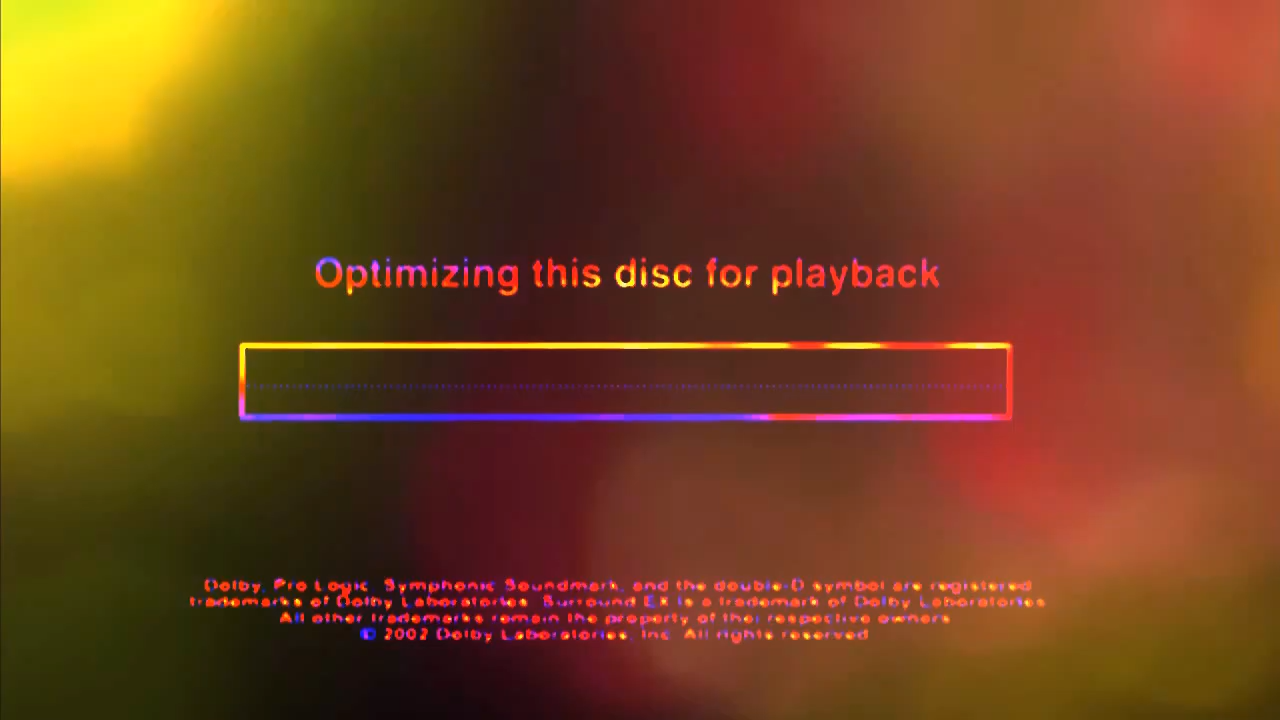 Optimizing this disc for playback
Dolby, Pro Logic, Symphonic Soundmark, and the double-D symbol are registered
trademarks of Dolby Laboratories. Surround EX is a trademark of Dolby Laboratories.
All other trademarks remain the property of their respective owners.
© 2002 Dolby Laboratories, Inc. All rights reserved.